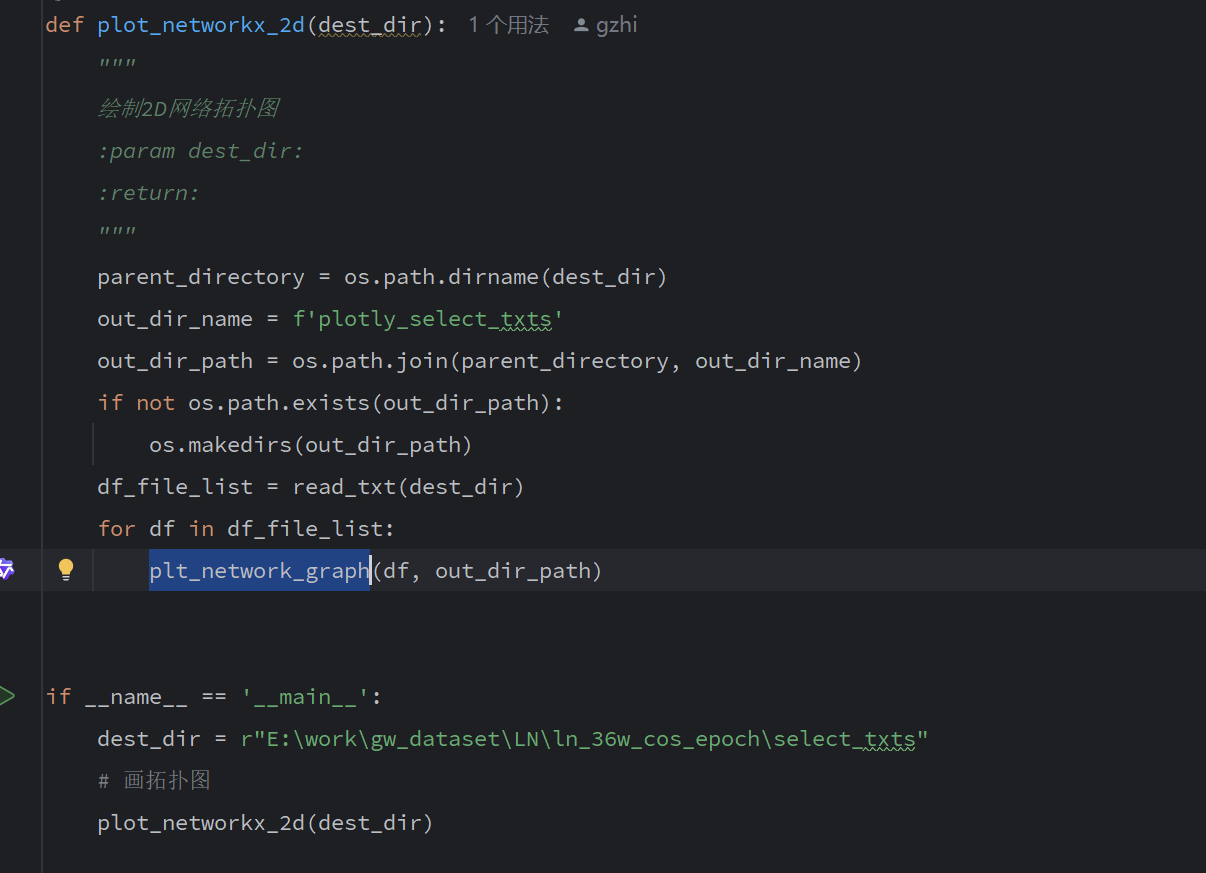 def plot_networkx_2d(dest_dir): 1 个用法 gzhi
"""
绘制2D网络拓扑图
:param dest_dir:
:return:
"""
parent_directory = os.path.dirname(dest_dir)
out_dir_name = f'plotly_select_txts'
out_dir_path = os.path.join(parent_directory, out_dir_name)
if not os.path.exists(out_dir_path):
os.makedirs(out_dir_path)
df_file_list = read_txt(dest_dir)
for df in df_file_list:
plt_network_graph(df, out_dir_path)
if __name__ == '__main__':
dest_dir = r"E:\work\gw_dataset\LN\ln_36w_cos_epoch\select_txts"
# 画拓扑图
plot_networkx_2d(dest_dir)